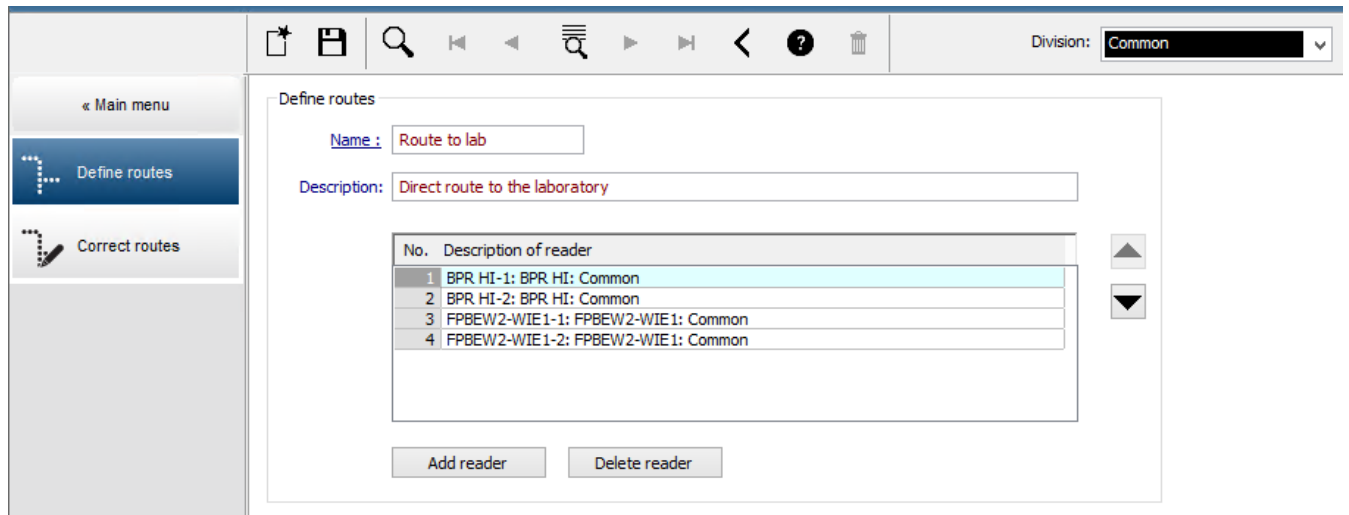 Division: Common
« Main menu
Define routes
Correct routes
Define routes
Name : Route to lab
Description: Direct route to the laboratory
No. Description of reader
1 BPR HI-1: BPR HI: Common
2 BPR HI-2: BPR HI: Common
3 FPBEW2-WIE1-1: FPBEW2-WIE1: Common
4 FPBEW2-WIE1-2: FPBEW2-WIE1: Common
Add reader Delete reader